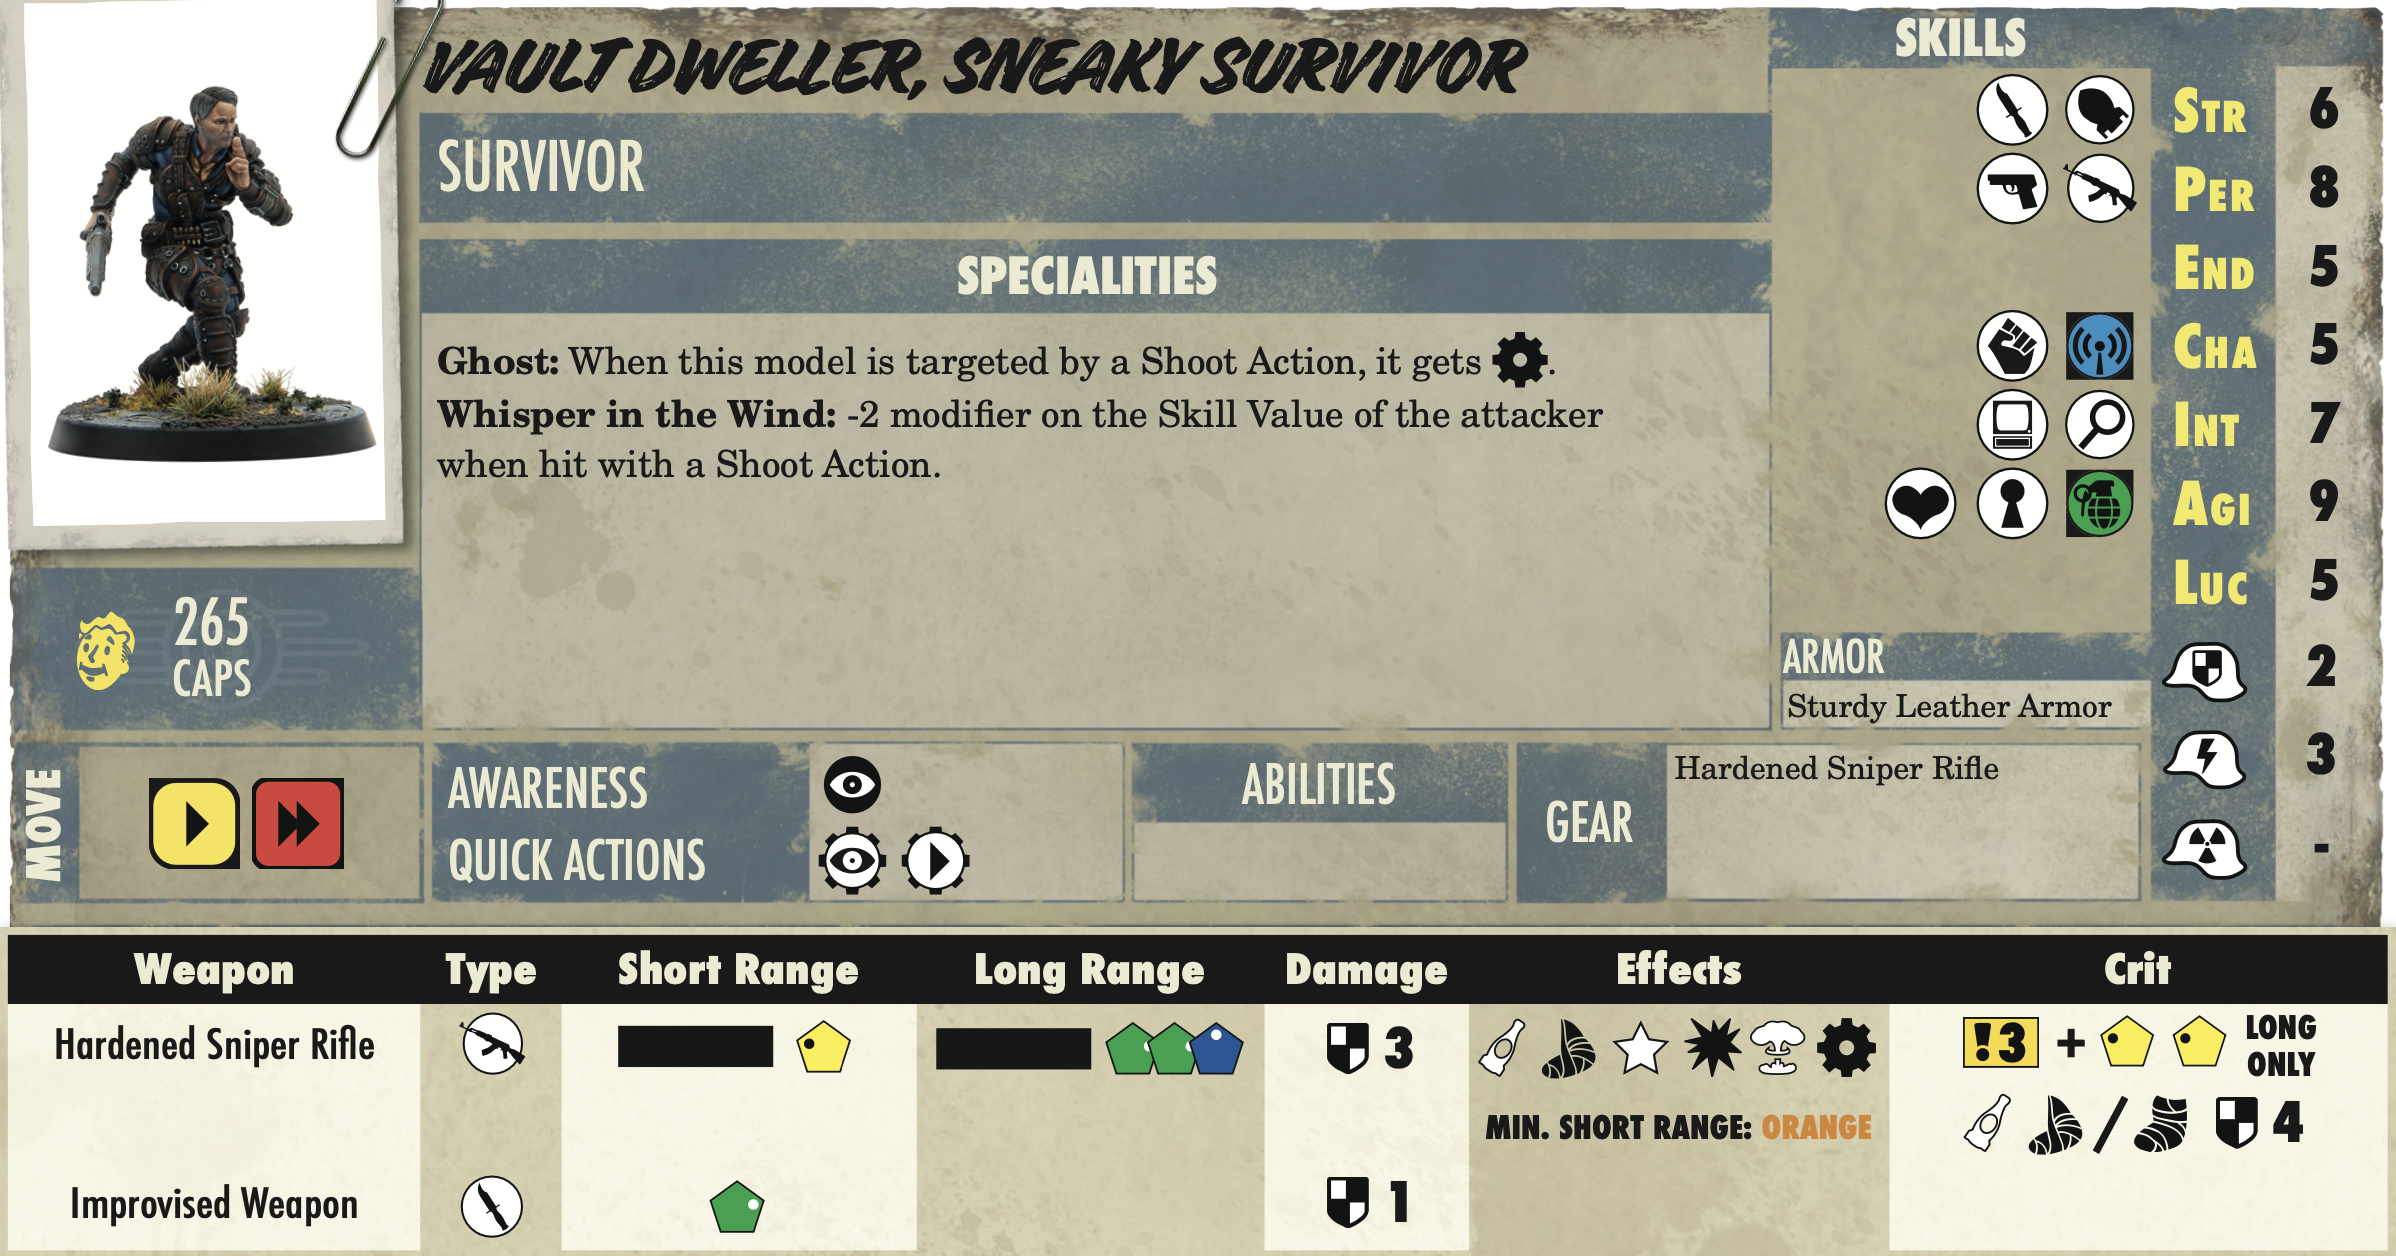 VAULT DWELLER, SNEAKY SURVIVOR
SURVIVOR
SPECIALITIES
Ghost: When this model is targeted by a Shoot Action, it gets .
Whisper in the Wind: -2 modifier on the Skill Value of the attacker
when hit with a Shoot Action.
265
CAPS
SKILLS
STR 6
PER 8
END 5
CHA 5
INT 7
AGI 9
LUC 5
ARMOR
Sturdy Leather Armor
2
3
-
MOVE
AWARENESS
QUICK ACTIONS
ABILITIES
GEAR
Hardened Sniper Rifle
Weapon Type Short Range Long Range Damage Effects Crit
Hardened Sniper Rifle 3 !3 + LONG
ONLY
MIN. SHORT RANGE: ORANGE / 4
Improvised Weapon 1